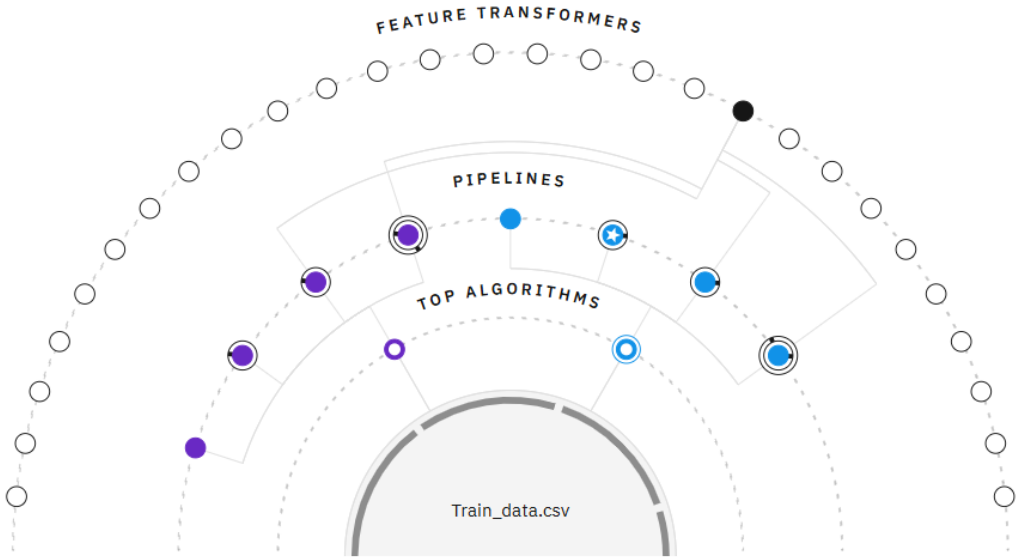 FEATURE TRANSFORMERS
PIPELINES
TOP ALGORITHMS
Train_data.csv